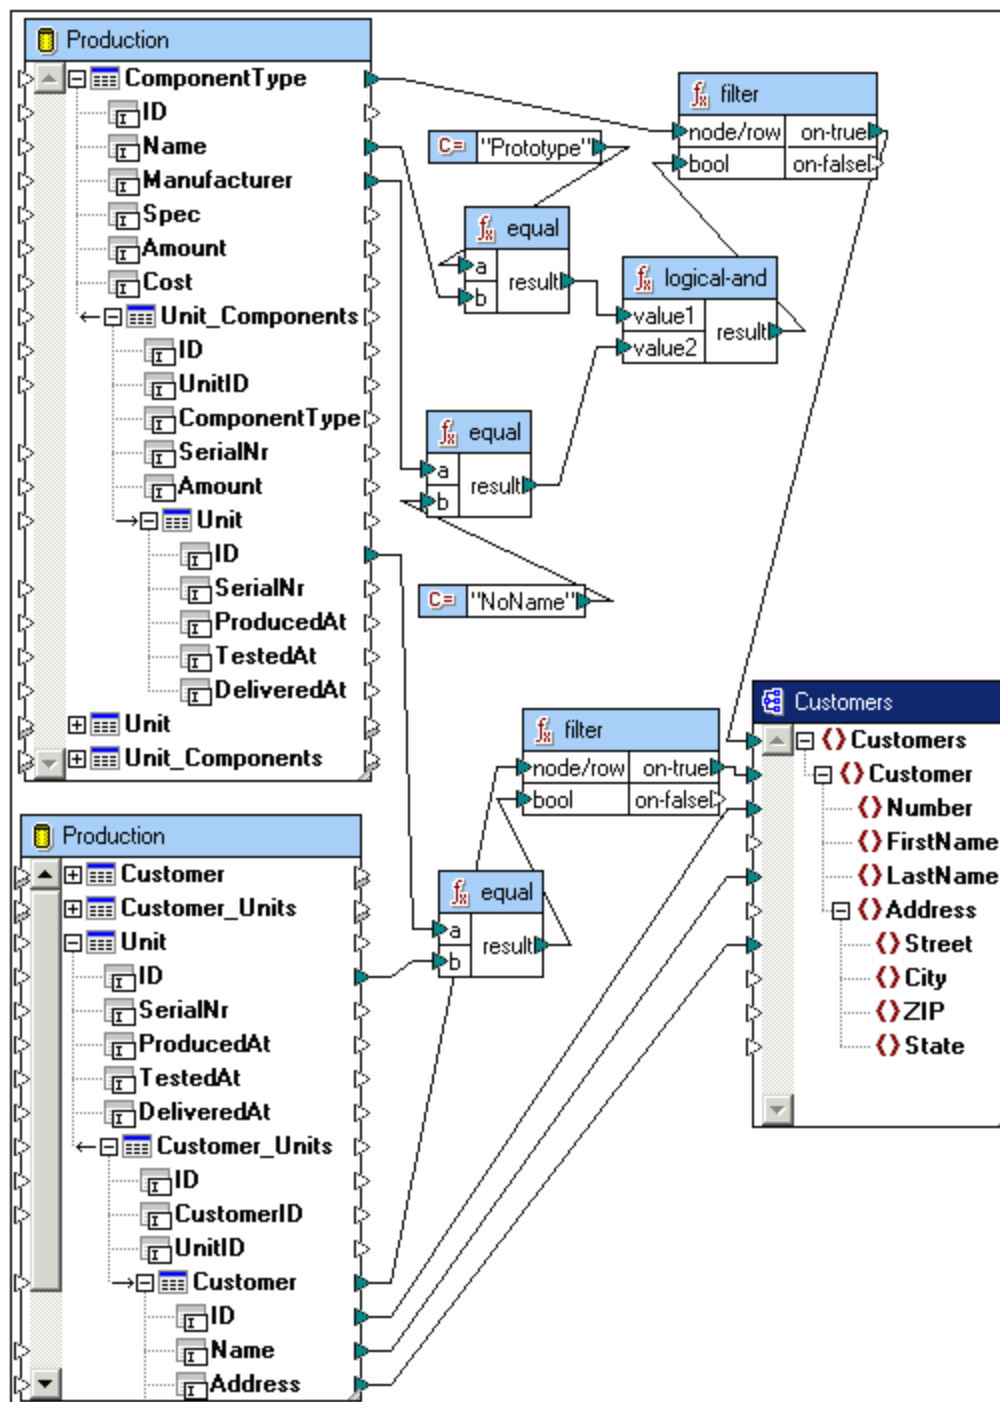 Production
ComponentType
ID
Name
Manufacturer
Spec
Amount
Cost
Unit_Components
ID
UnitID
ComponentType
SerialNr
Amount
Unit
ID
SerialNr
ProducedAt
TestedAt
DeliveredAt
Unit
Unit_Components
filter
node/row on-true
bool on-false
C= "Prototype"
equal
a
b
result
logical-and
value1
value2
result
equal
a
b
result
C= "NoName"
filter
node/row on-true
bool on-false
equal
a
b
result
Production
Customer
Customer_Units
Unit
ID
SerialNr
ProducedAt
TestedAt
DeliveredAt
Customer_Units
ID
CustomerID
UnitID
Customer
ID
Name
Address
Customers
Customers
Customer
Number
FirstName
LastName
Address
Street
City
ZIP
State